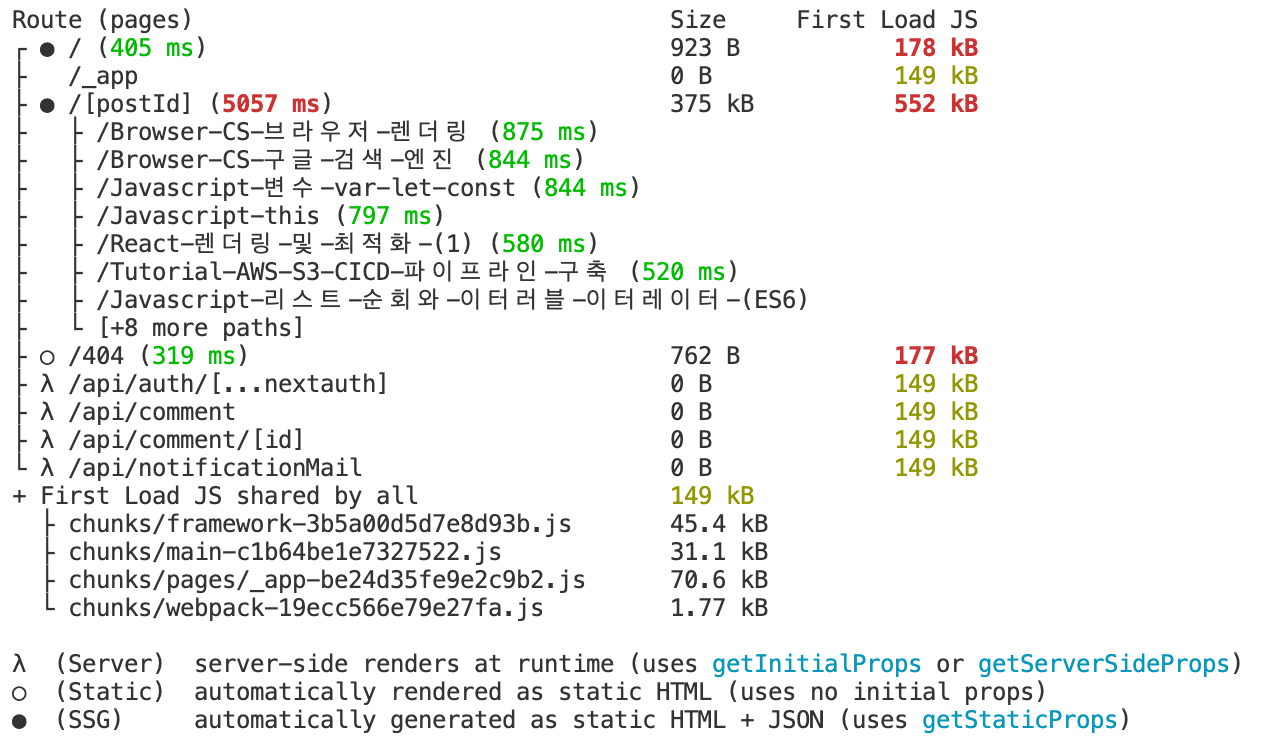 Route (pages) Size First Load JS
┌ ● / (405 ms) 923 B 178 kB
├   /_app 0 B 149 kB
├ ● /[postId] (5057 ms) 375 kB 552 kB
├   ├ /Browser-CS-브라우저-렌더링 (875 ms)
├   ├ /Browser-CS-구글-검색-엔진 (844 ms)
├   ├ /Javascript-변수-var-let-const (844 ms)
├   ├ /Javascript-this (797 ms)
├   ├ /React-렌더링-및-최적화-(1) (580 ms)
├   ├ /Tutorial-AWS-S3-CICD-파이프라인-구축 (520 ms)
├   ├ /Javascript-리스트-순회와-이터러블-이터레이터-(ES6)
├   └ [+8 more paths]
├ ○ /404 (319 ms) 762 B 177 kB
├ λ /api/auth/[...nextauth] 0 B 149 kB
├ λ /api/comment 0 B 149 kB
├ λ /api/comment/[id] 0 B 149 kB
└ λ /api/notificationMail 0 B 149 kB
+ First Load JS shared by all 149 kB
  ├ chunks/framework-3b5a00d5d7e8d93b.js 45.4 kB
  ├ chunks/main-c1b64be1e7327522.js 31.1 kB
  ├ chunks/pages/_app-be24d35fe9e2c9b2.js 70.6 kB
  └ chunks/webpack-19ecc566e79e27fa.js 1.77 kB
λ (Server) server-side renders at runtime (uses getInitialProps or getServerSideProps)
○ (Static) automatically rendered as static HTML (uses no initial props)
● (SSG) automatically generated as static HTML + JSON (uses getStaticProps)